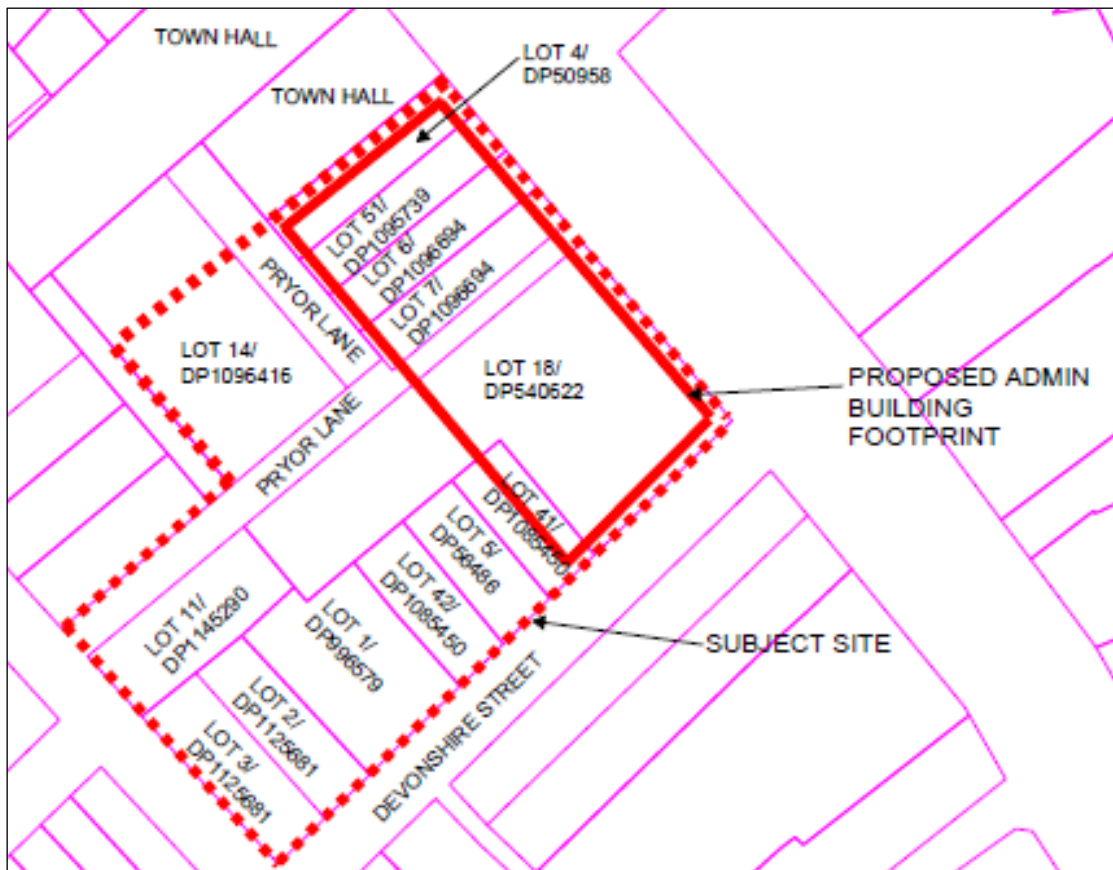 TOWN HALL
LOT 4/
DP50958
TOWN HALL
LOT 51/
DP1095739
LOT 6/
DP1096694
LOT 7/
DP1096694
PRYOR LANE
LOT 14/
DP1096416
LOT 18/
DP540622
PROPOSED ADMIN
BUILDING
FOOTPRINT
PRYOR LANE
LOT 41/
DP1085450
LOT 5/
DP56486
LOT 42/
DP1085450
LOT 1/
DP996579
LOT 11/
DP1145290
SUBJECT SITE
LOT 2/
DP1125681
LOT 3/
DP1125681
DEVONSHIRE STREET